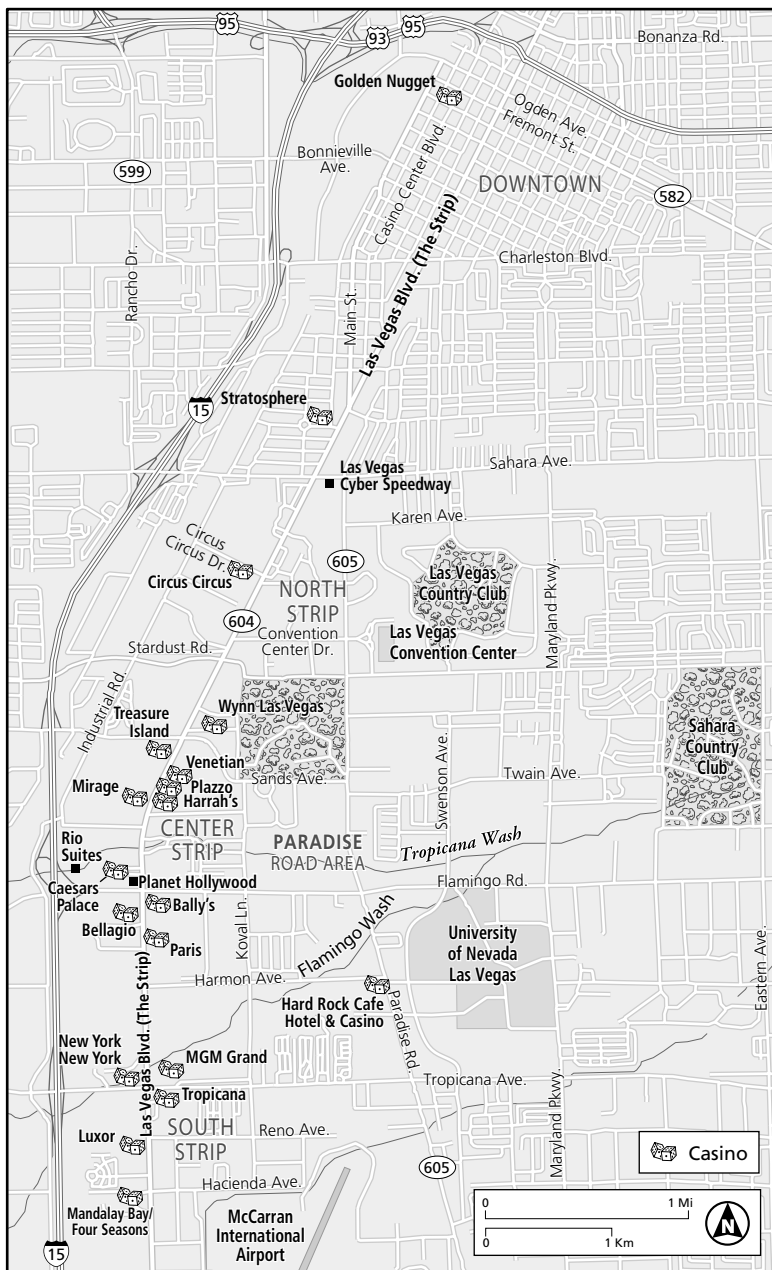 95
93
95
Bonanza Rd.
Golden Nugget
Ogden Ave.
Fremont St.
Bonnieville
Ave.
Casino Center Blvd.
599
DOWNTOWN
582
Rancho Dr.
Las Vegas Blvd. (The Strip)
Charleston Blvd.
Main St.
Stratosphere
15
Las Vegas
Cyber Speedway
Sahara Ave.
Karen Ave.
Circus
Circus Dr.
Circus Circus
605
NORTH
STRIP
Las Vegas
Country Club
Maryland Pkwy.
604
Convention
Center Dr.
Las Vegas
Convention Center
Stardust Rd.
Industrial Rd.
Treasure
Island
Wynn Las Vegas
Sahara
Country
Club
Venetian
Plazzo
Harrah's
Mirage
Sands Ave.
Swenson Ave.
Twain Ave.
CENTER
STRIP
PARADISE
ROAD AREA
Tropicana Wash
Rio
Suites
Caesars
Palace
Planet Hollywood
Flamingo Rd.
Bally's
Bellagio
Paris
Koval Ln.
Flamingo Wash
University
of Nevada
Las Vegas
Eastern Ave.
Harmon Ave.
Hard Rock Cafe
Hotel & Casino
Paradise Rd.
Las Vegas Blvd. (The Strip)
New York
New York
MGM Grand
Tropicana
Tropicana Ave.
Maryland Pkwy.
Luxor
SOUTH
STRIP
Reno Ave.
605
Casino
Hacienda Ave.
Mandalay Bay/
Four Seasons
McCarran
International
Airport
15
0
1 Mi
0
1 Km
N